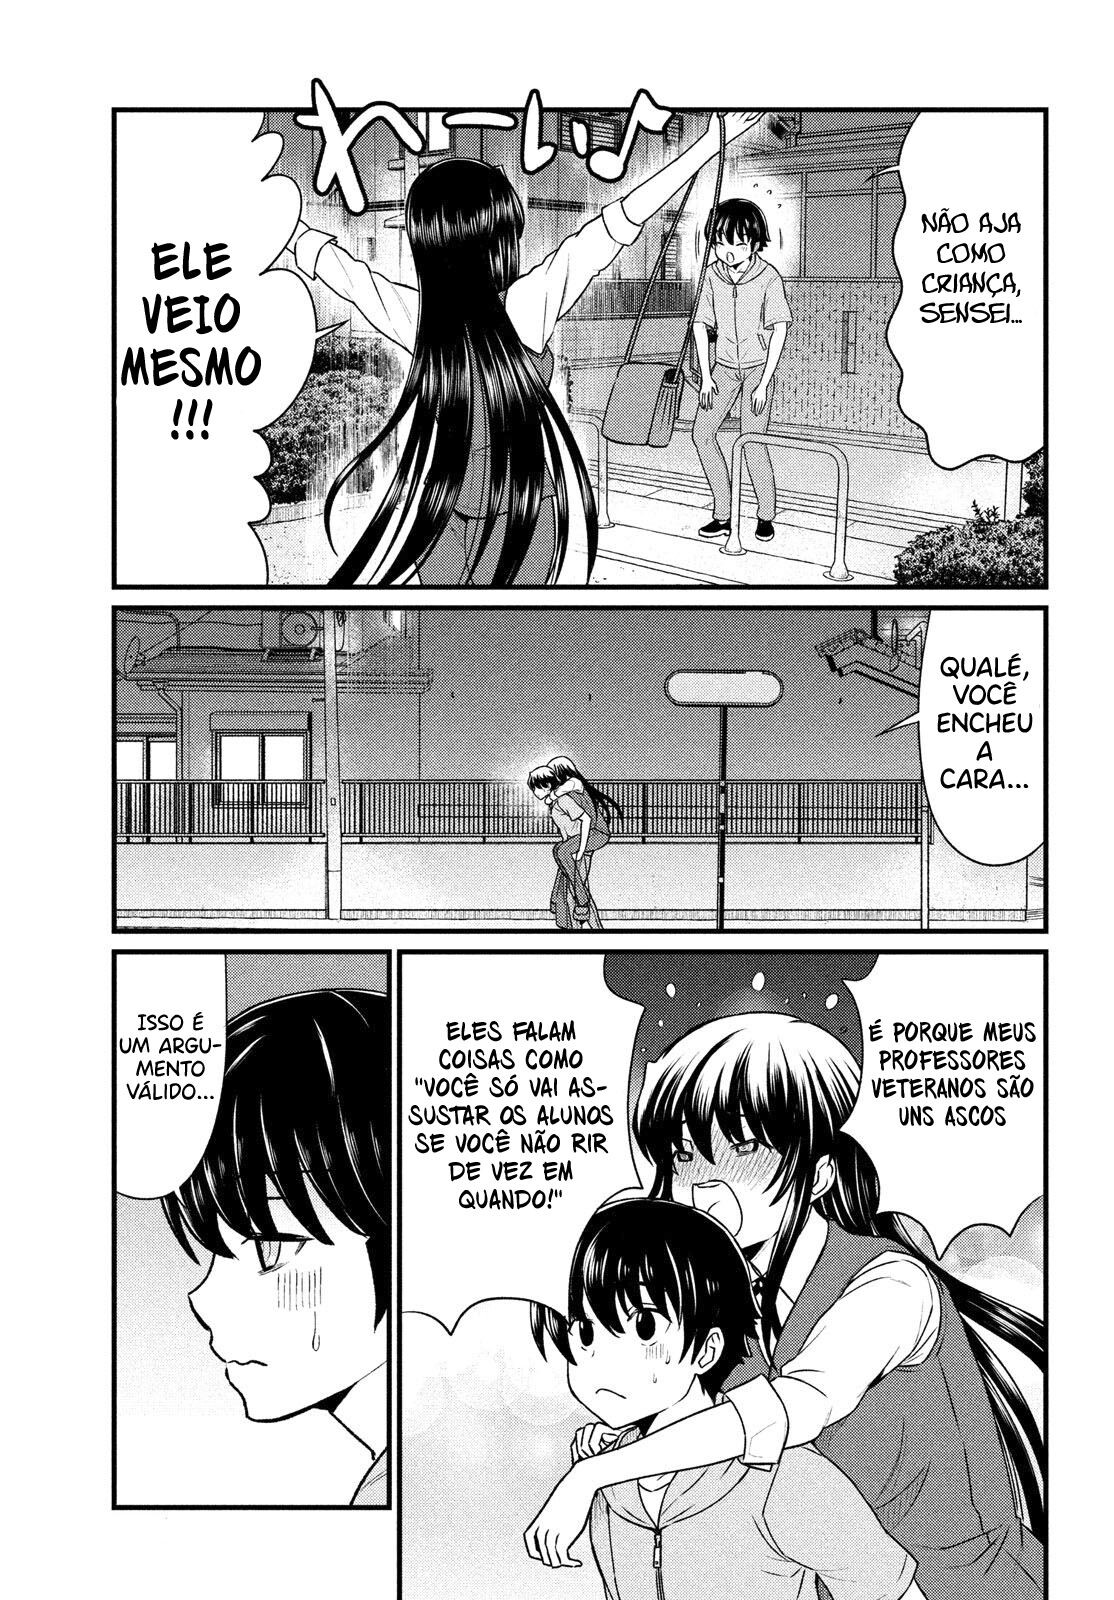 わーい♪
NÃO AJA
COMO
CRIANÇA,
SENSEI...
ELE
VEIO
MESMO
!!!
QUALÉ,
VOCÊ
ENCHEU
A
CARA...
É PORQUE MEUS
PROFESSORES
VETERANOS SÃO
UNS ASCOS
ELES FALAM
COISAS COMO
"VOCÊ SÓ VAI AS-
SUSTAR OS ALUNOS
SE VOCÊ NÃO RIR
DE VEZ EM
QUANDO!"
ISSO É
UM ARGU-
MENTO
VÁLIDO...